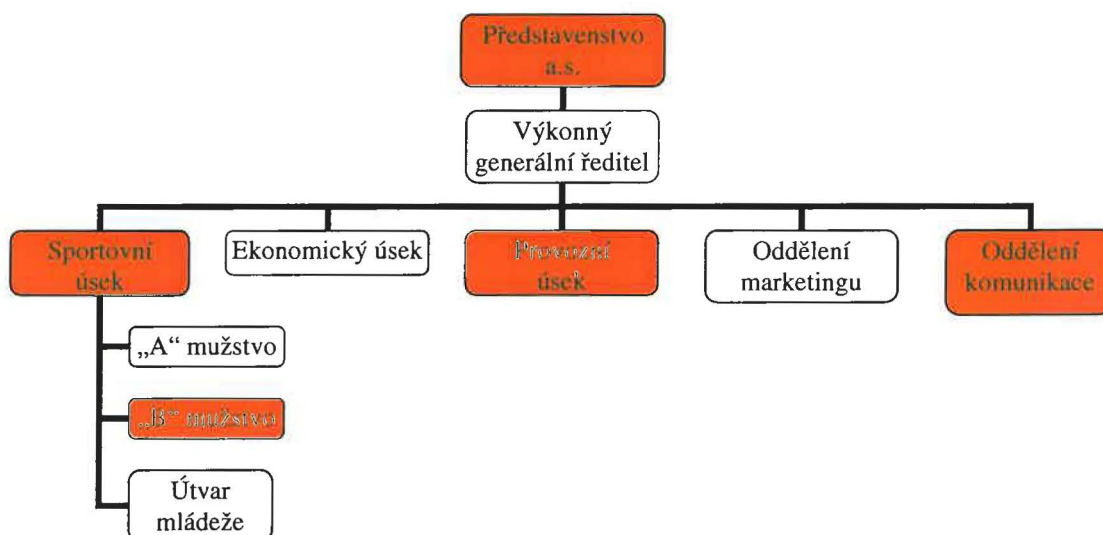 Představenstvo
a.s.
Výkonný
generální ředitel
Sportovní
úsek
Ekonomický úsek
Provozní
úsek
Oddělení
marketingu
Oddělení
komunikace
„A“ mužstvo
„B“ mužstvo
Útvar
mládeže